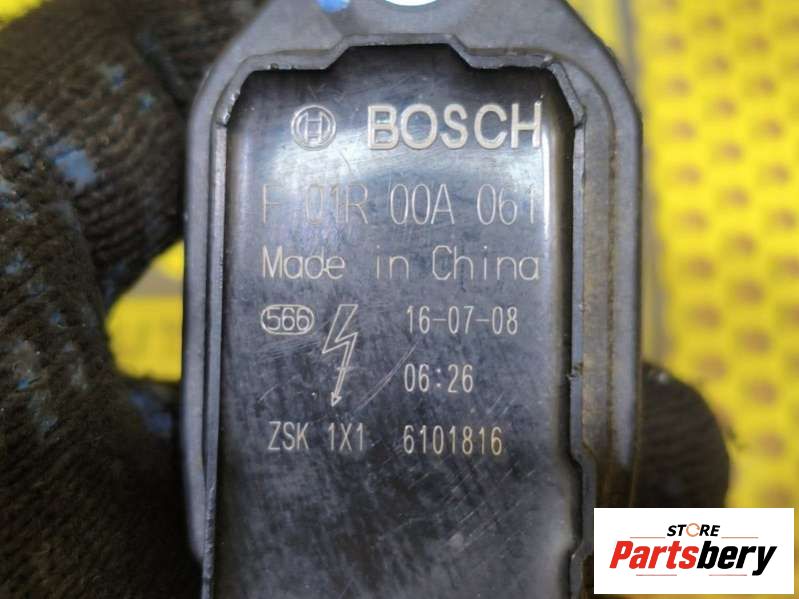 BOSCH
F 01R 00A 061
Made in China
566 16-07-08
06:26
ZSK 1X1 6101816
STORE
Partsbery